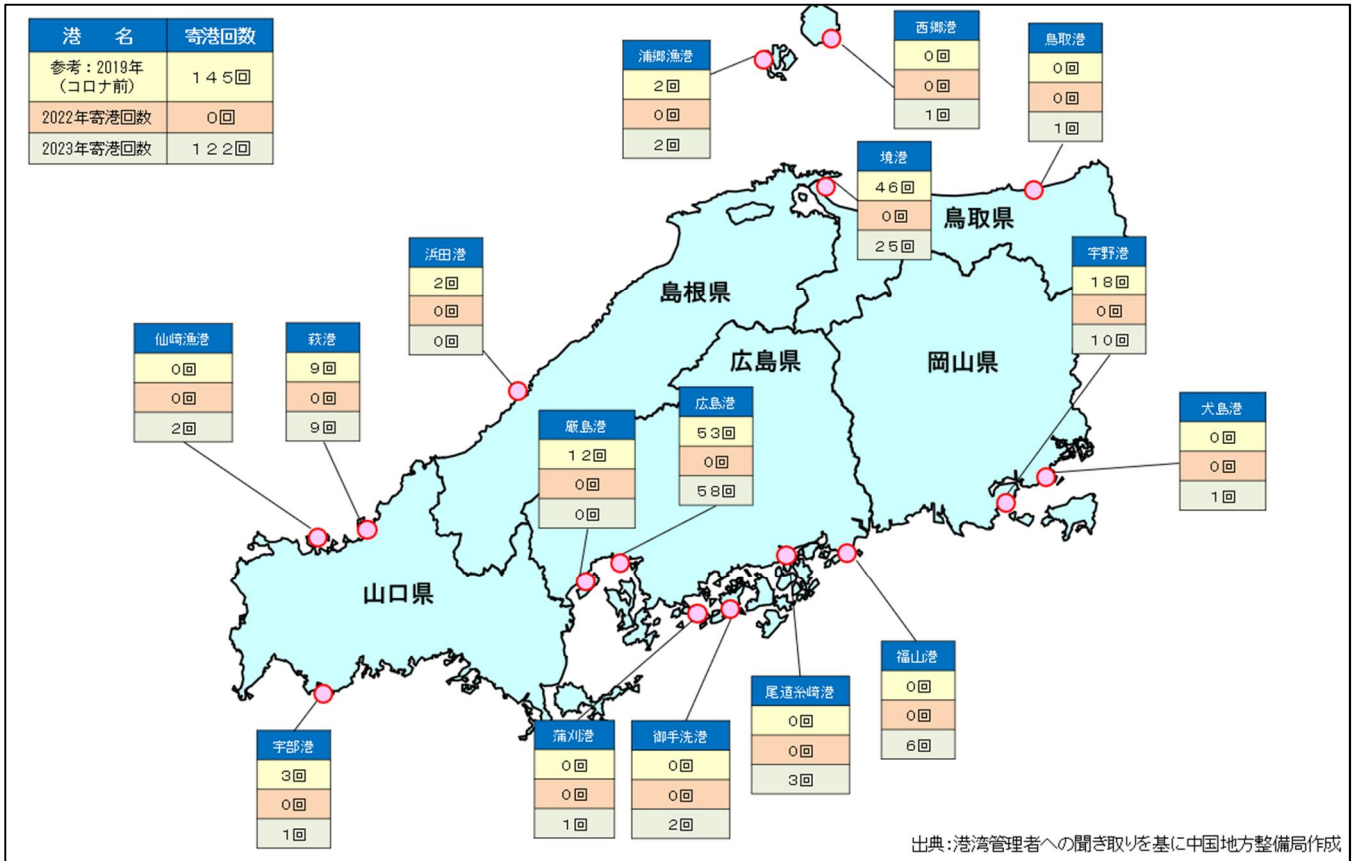 港 名 寄港回数
参考：2019年
（コロナ前）
145回
2022年寄港回数 0回
2023年寄港回数 122回
浦郷漁港
2回
0回
2回
西郷港
0回
0回
1回
鳥取港
0回
0回
1回
境港
46回
0回
25回
鳥取県
宇野港
18回
0回
10回
浜田港
2回
0回
0回
島根県
仙崎漁港
0回
0回
2回
萩港
9回
0回
9回
広島県
岡山県
厳島港
12回
0回
0回
広島港
53回
0回
58回
犬島港
0回
0回
1回
山口県
福山港
0回
0回
6回
尾道糸崎港
0回
0回
3回
宇部港
3回
0回
1回
蒲刈港
0回
0回
1回
御手洗港
0回
0回
2回
出典：港湾管理者への聞き取りを基に中国地方整備局作成